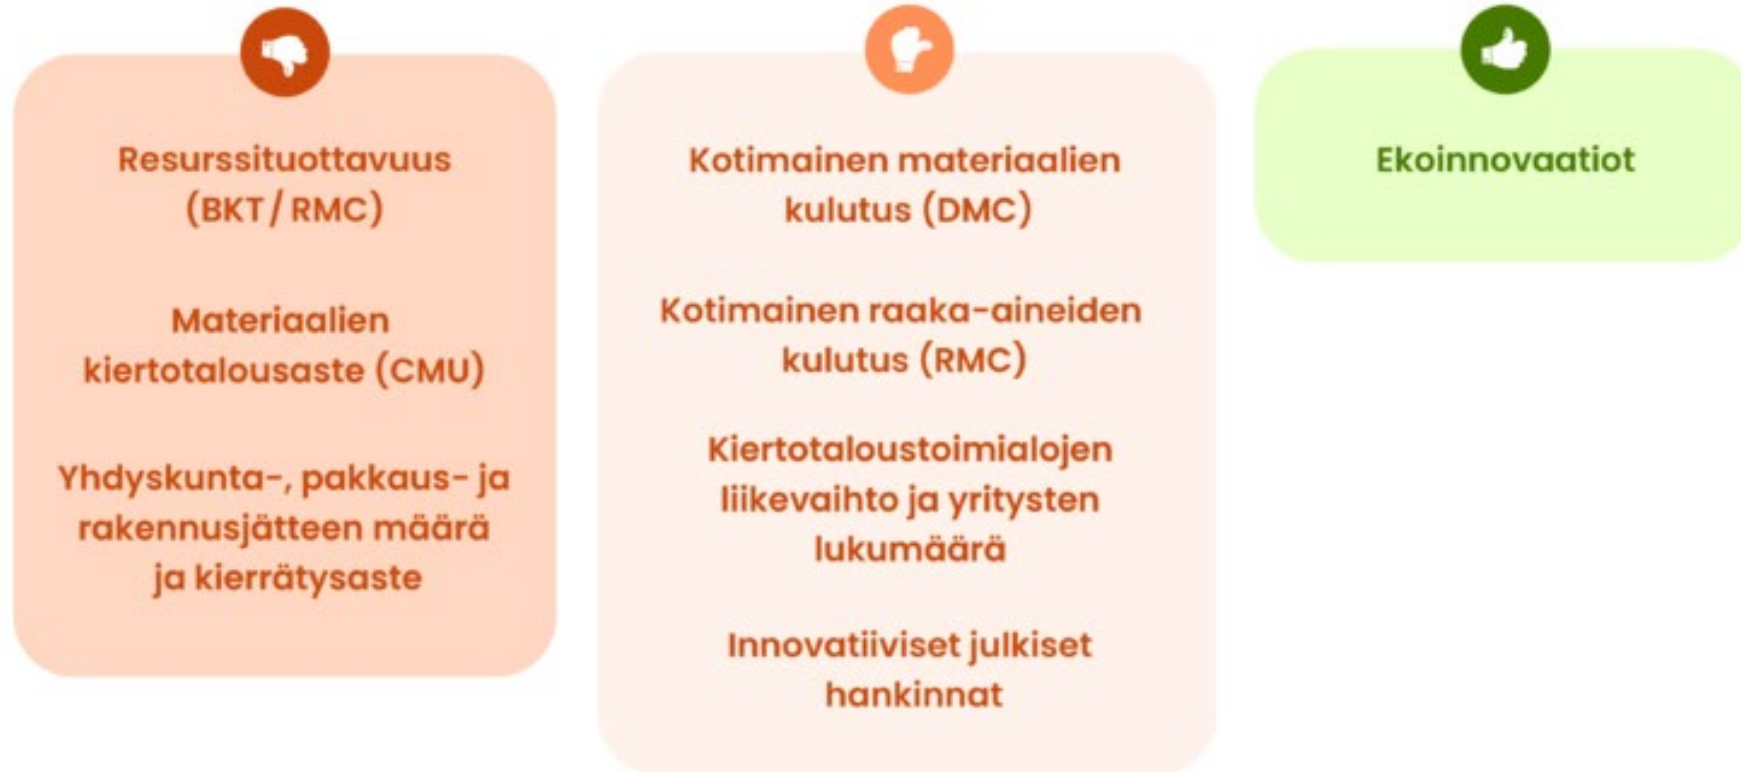 Resurssituottavuus
(BKT / RMC)
Materiaalien
kiertotalousaste (CMU)
Yhdyskunta-, pakkaus- ja
rakennusjätteen määrä
ja kierrätysaste
Kotimainen materiaalien
kulutus (DMC)
Kotimainen raaka-aineiden
kulutus (RMC)
Kiertotaloustoimialojen
liikevaihto ja yritysten
lukumäärä
Innovatiiviset julkiset
hankinnat
Ekoinnovaatiot